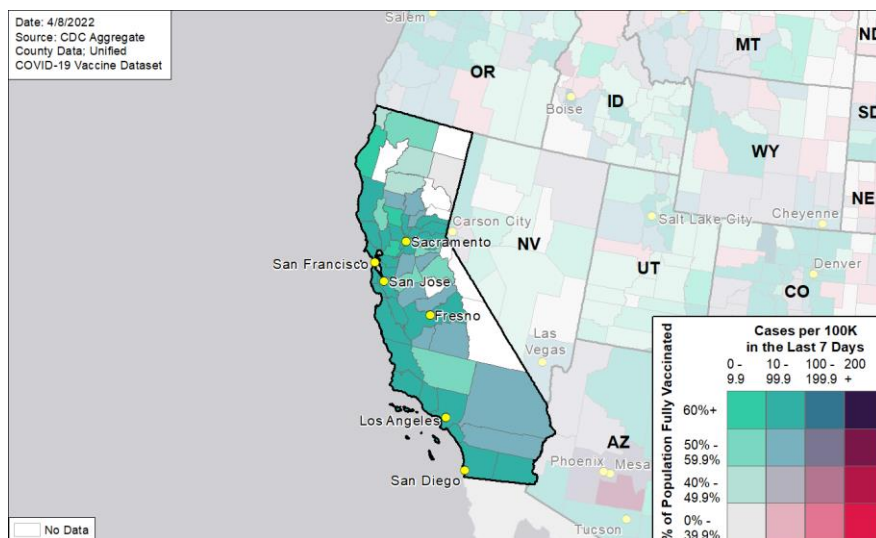 Date: 4/8/2022
Source: CDC Aggregate
County Data; Unified
COVID-19 Vaccine Dataset
Salem
OR
Boise
ID
MT
ND
SD
WY
NE
Cheyenne
Salt Lake City
Carson City
NV
UT
Denver
CO
Sacramento
San Francisco
San Jose
Fresno
Las
Vegas
Los Angeles
AZ
Phoenix
Mesa
San Diego
Tucson
No Data
Cases per 100K
in the Last 7 Days
0 -
9.9
10 -
99.9
100 -
199.9
200
+
% of Population Fully Vaccinated
60%+
50% -
59.9%
40% -
49.9%
0% -
39.9%